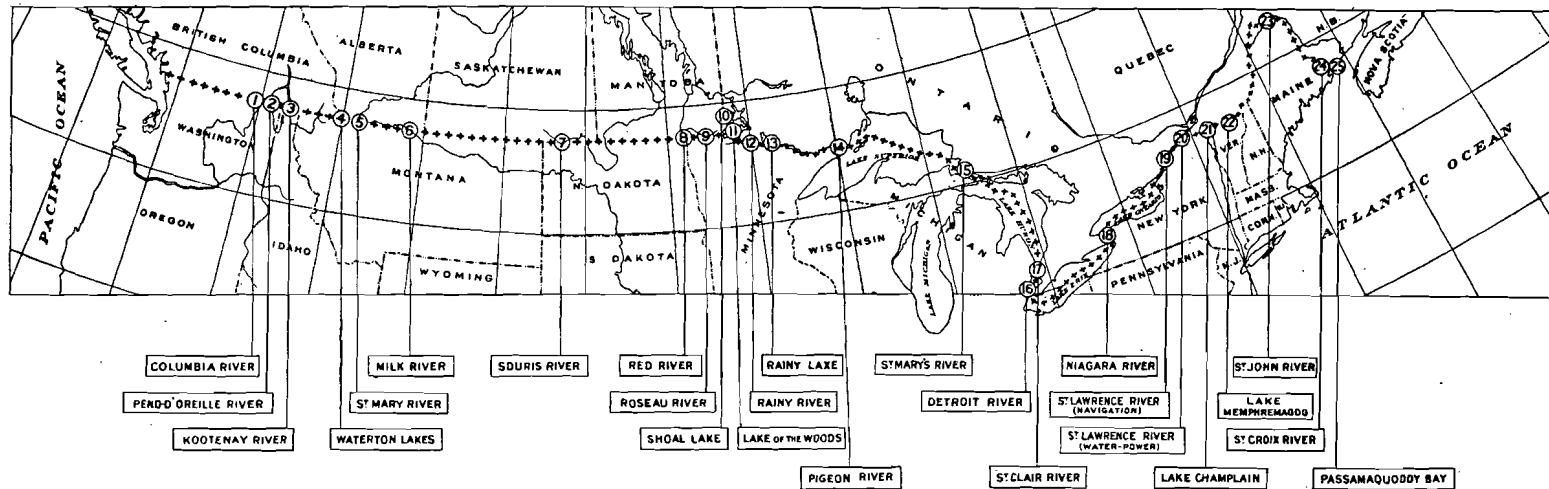 BRITISH COLUMBIA
ALBERTA
SASKATCHEWAN
MANITOBA
ONTARIO
QUEBEC
N.B.
NOVA SCOTIA
MAINE
PACIFIC OCEAN
WASHINGTON
OREGON
IDAHO
MONTANA
WYOMING
N. DAKOTA
S DAKOTA
MINNESOTA
WISCONSIN
LAKE SUPERIOR
MICHIGAN
LAKE MICHIGAN
LAKE HURON
LAKE ERIE
LAKE ONTARIO
NEW YORK
PENNSYLVANIA
VER.
N.H.
MASS.
CONN.
N.J.
ATLANTIC OCEAN
1
2
3
4
5
6
7
8
9
10
11
12
13
14
15
16
17
18
19
20
21
22
23
24
25
COLUMBIA RIVER
MILK RIVER
SOURIS RIVER
RED RIVER
RAINY LAKE
ST. MARY'S RIVER
NIAGARA RIVER
ST. JOHN RIVER
PEND-D'OREILLE RIVER
ST. MARY RIVER
ROSEAU RIVER
RAINY RIVER
DETROIT RIVER
ST. LAWRENCE RIVER
(NAVIGATION)
LAKE
MEMPHREMAGOG
KOOTENAY RIVER
WATERTON LAKES
SHOAL LAKE
LAKE OF THE WOODS
ST. LAWRENCE RIVER
(WATER-POWER)
ST. CROIX RIVER
PIGEON RIVER
ST. CLAIR RIVER
LAKE CHAMPLAIN
PASSAMAQUODDY BAY